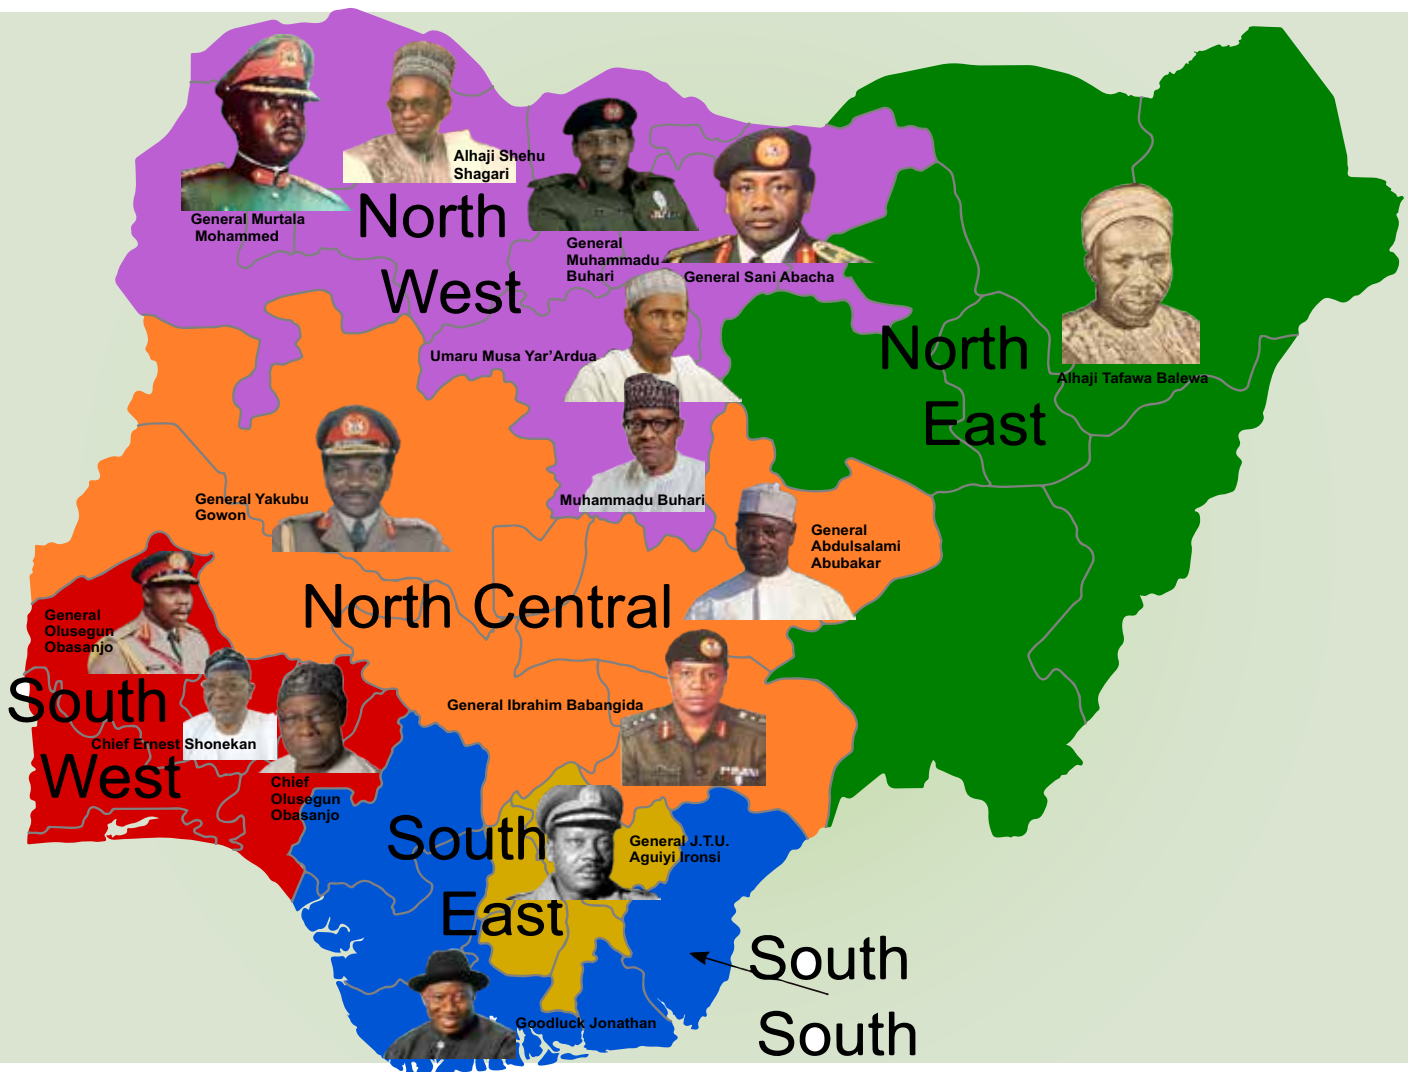 Alhaji Shehu
Shagari
General Murtala
Mohammed
North
West
General
Muhammadu
Buhari
General Sani Abacha
Umaru Musa Yar’Ardua
North
East
Alhaji Tafawa Balewa
General Yakubu
Gowon
Muhammadu Buhari
General
Abdulsalami
Abubakar
North Central
General
Olusegun
Obasanjo
South
West
Chief Ernest Shonekan
Chief
Olusegun
Obasanjo
General Ibrahim Babangida
South
East
General J.T.U.
Aguiyi Ironsi
South
South
Goodluck Jonathan